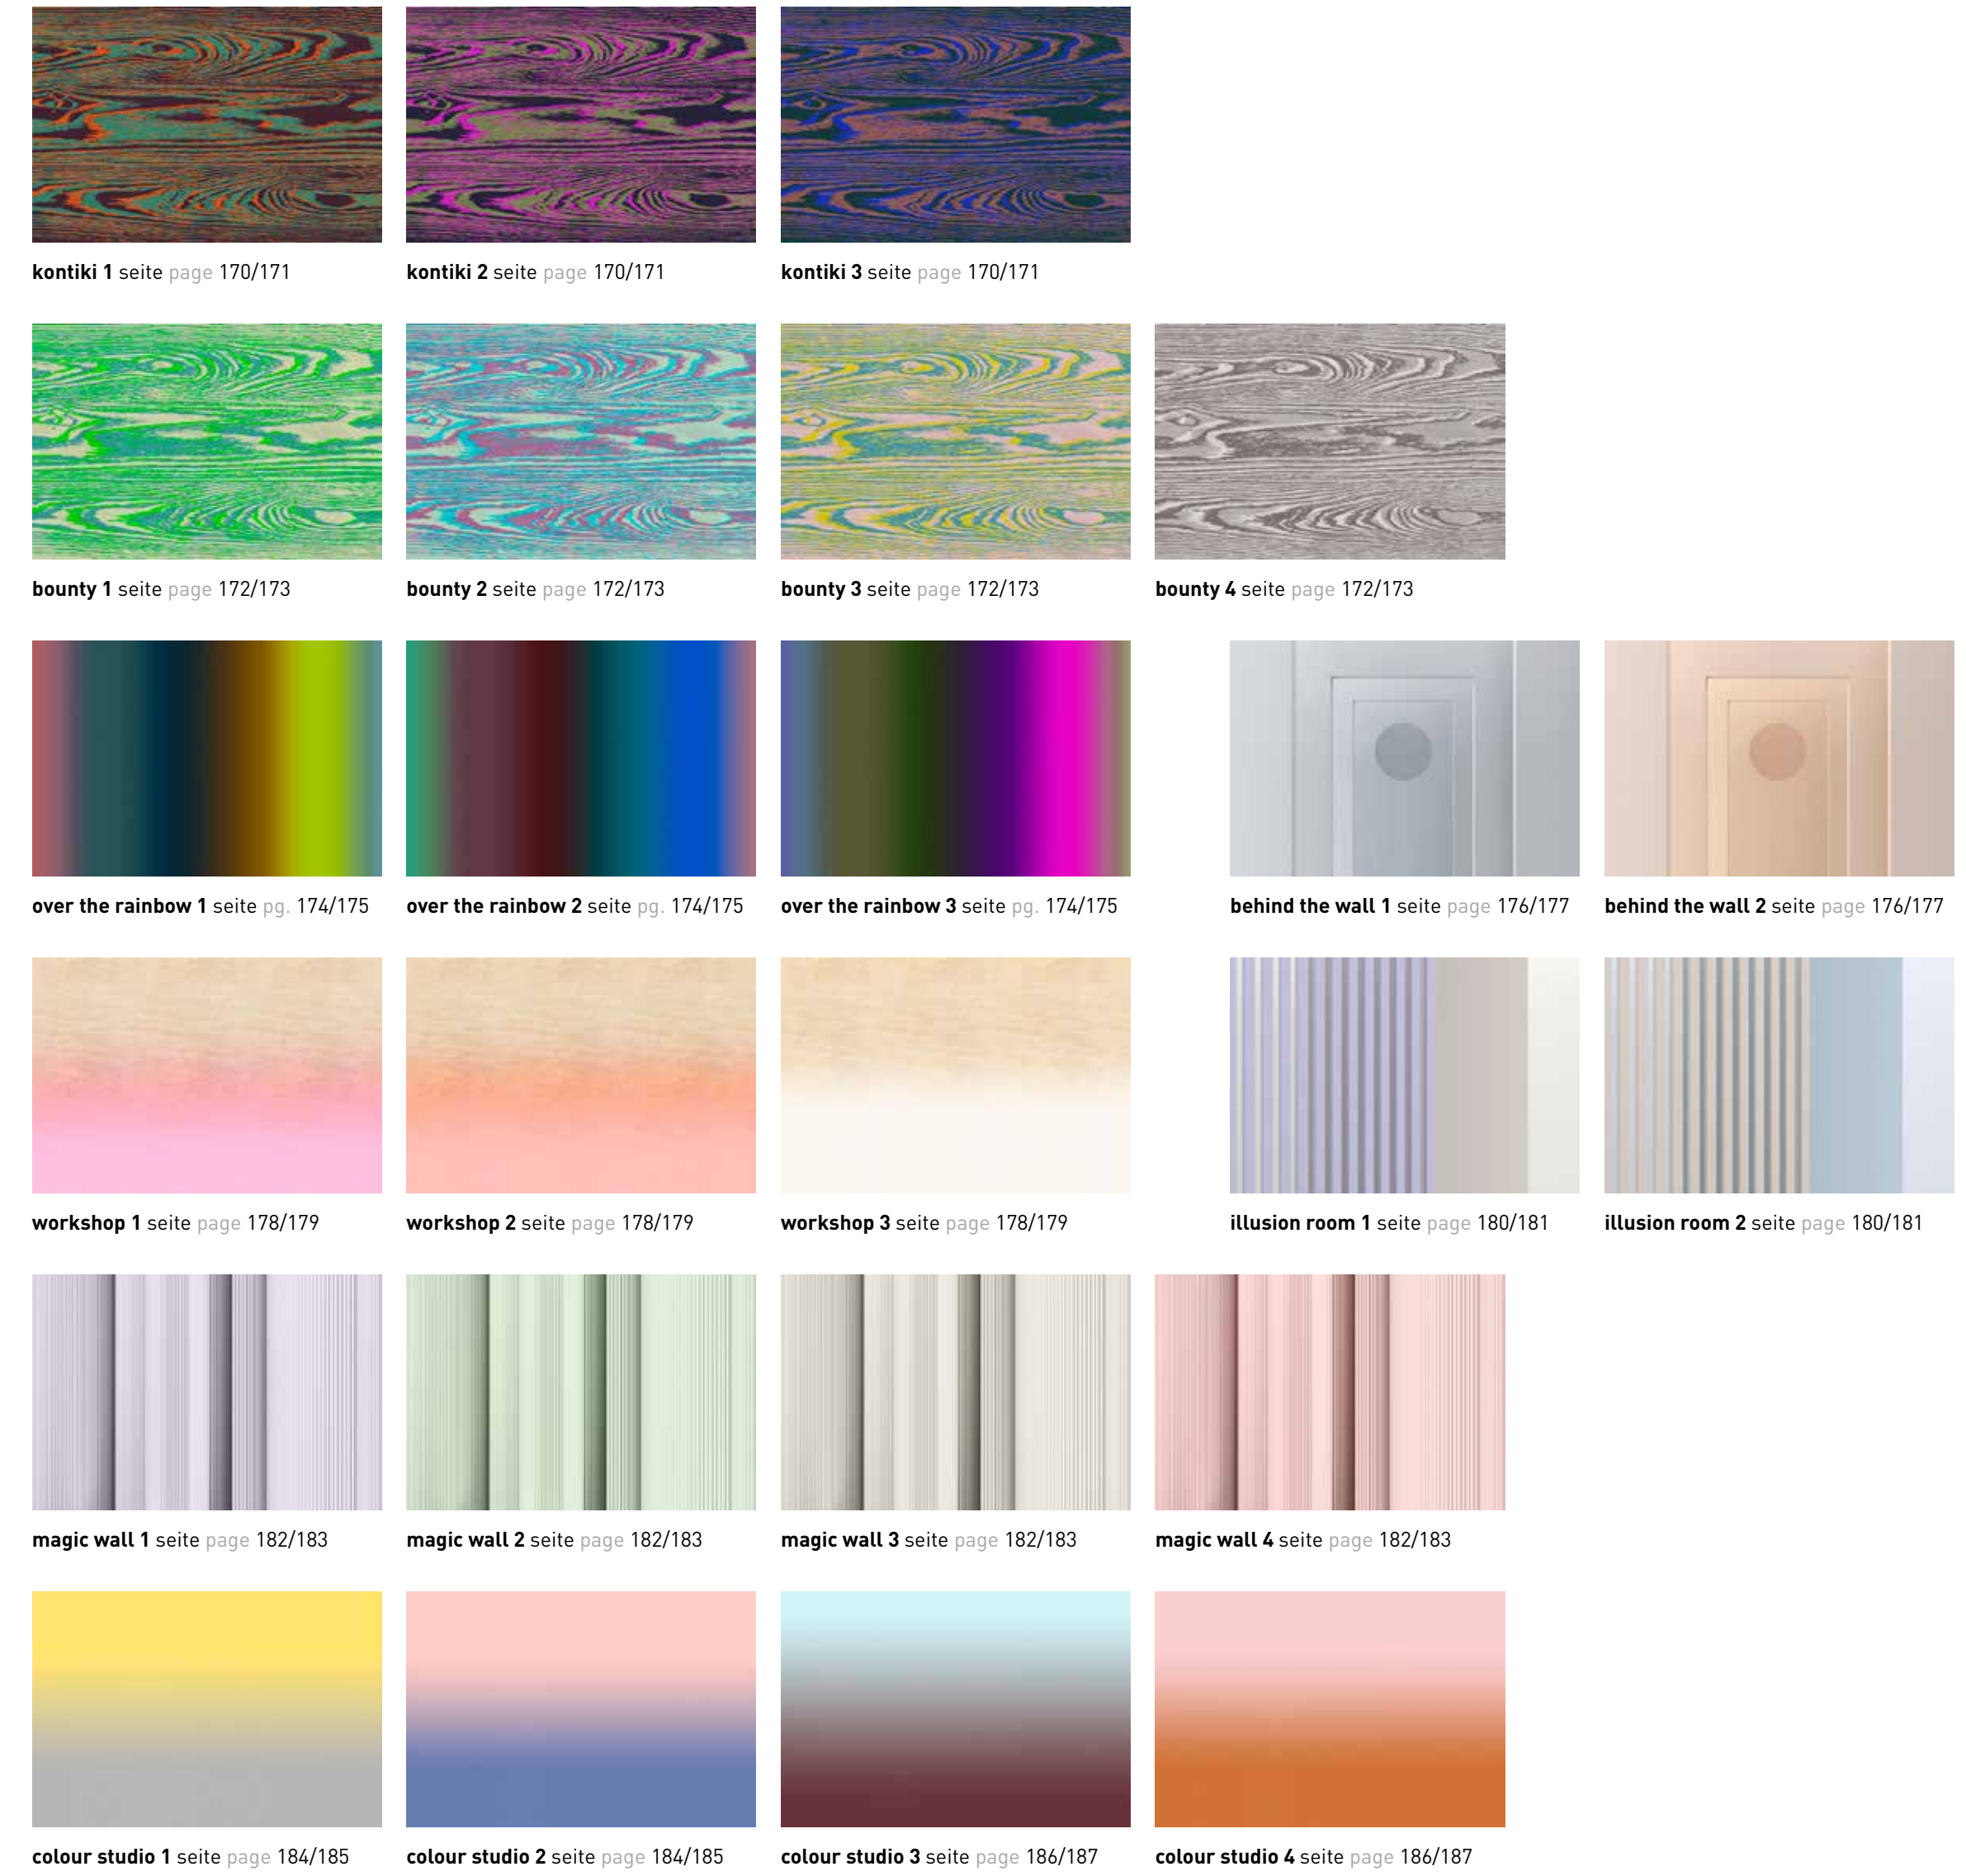 kontiki 1 seite page 170/171
kontiki 2 seite page 170/171
kontiki 3 seite page 170/171
bounty 1 seite page 172/173
bounty 2 seite page 172/173
bounty 3 seite page 172/173
bounty 4 seite page 172/173
over the rainbow 1 seite pg. 174/175
over the rainbow 2 seite pg. 174/175
over the rainbow 3 seite pg. 174/175
behind the wall 1 seite page 176/177
behind the wall 2 seite page 176/177
workshop 1 seite page 178/179
workshop 2 seite page 178/179
workshop 3 seite page 178/179
illusion room 1 seite page 180/181
illusion room 2 seite page 180/181
magic wall 1 seite page 182/183
magic wall 2 seite page 182/183
magic wall 3 seite page 182/183
magic wall 4 seite page 182/183
colour studio 1 seite page 184/185
colour studio 2 seite page 184/185
colour studio 3 seite page 186/187
colour studio 4 seite page 186/187